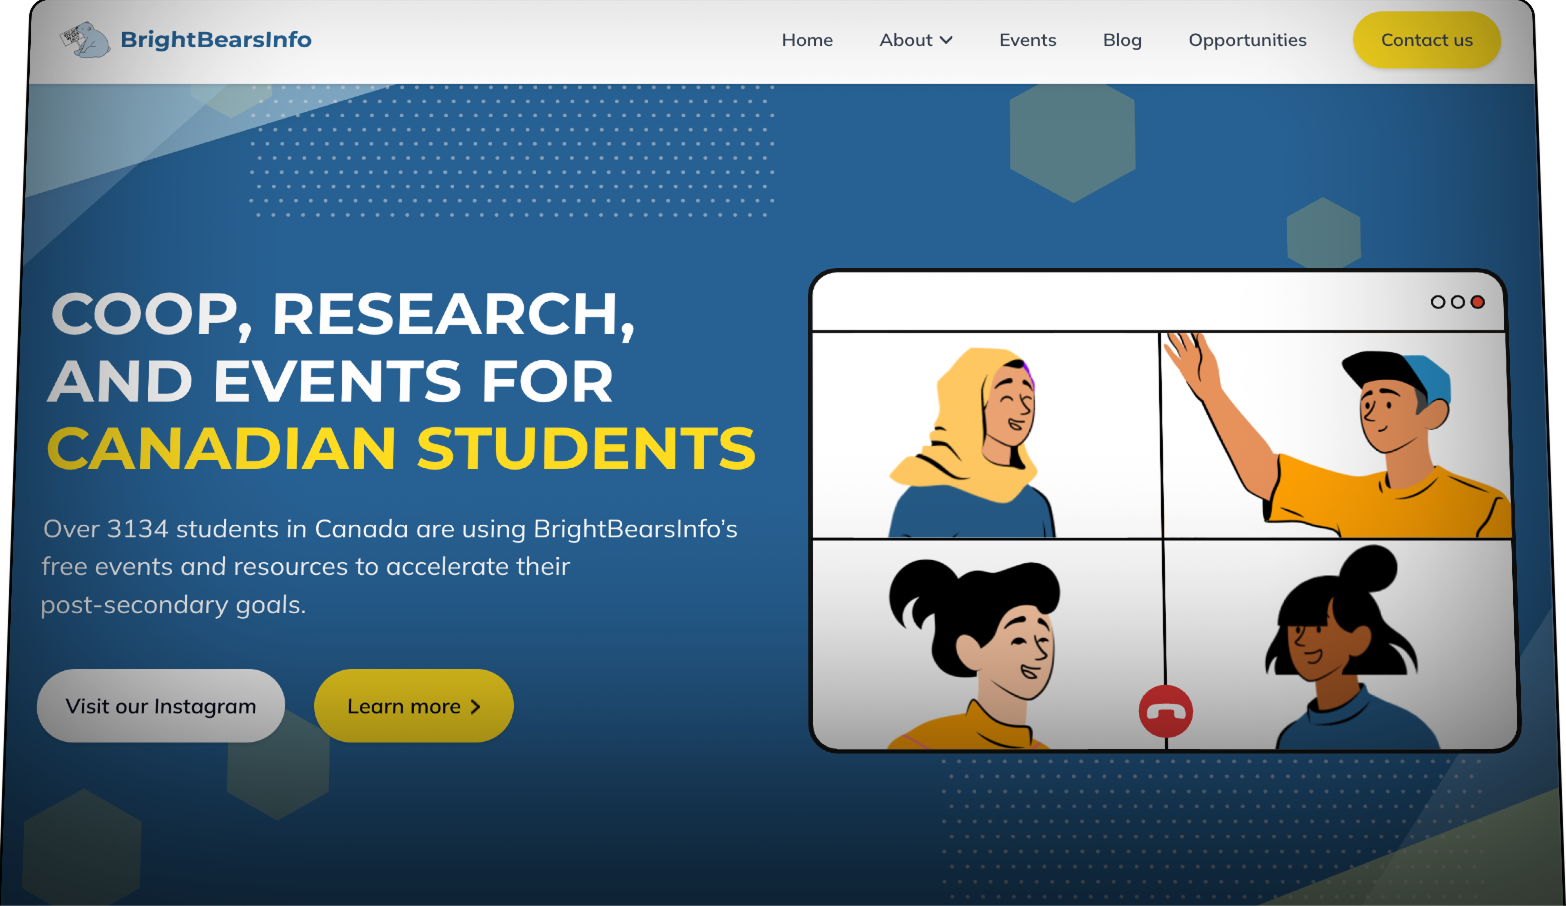 BrightBearsInfo
Home
About
Events
Blog
Opportunities
Contact us
COOP, RESEARCH,
AND EVENTS FOR
CANADIAN STUDENTS
Over 3134 students in Canada are using BrightBearsInfo’s
free events and resources to accelerate their
post-secondary goals.
Visit our Instagram
Learn more